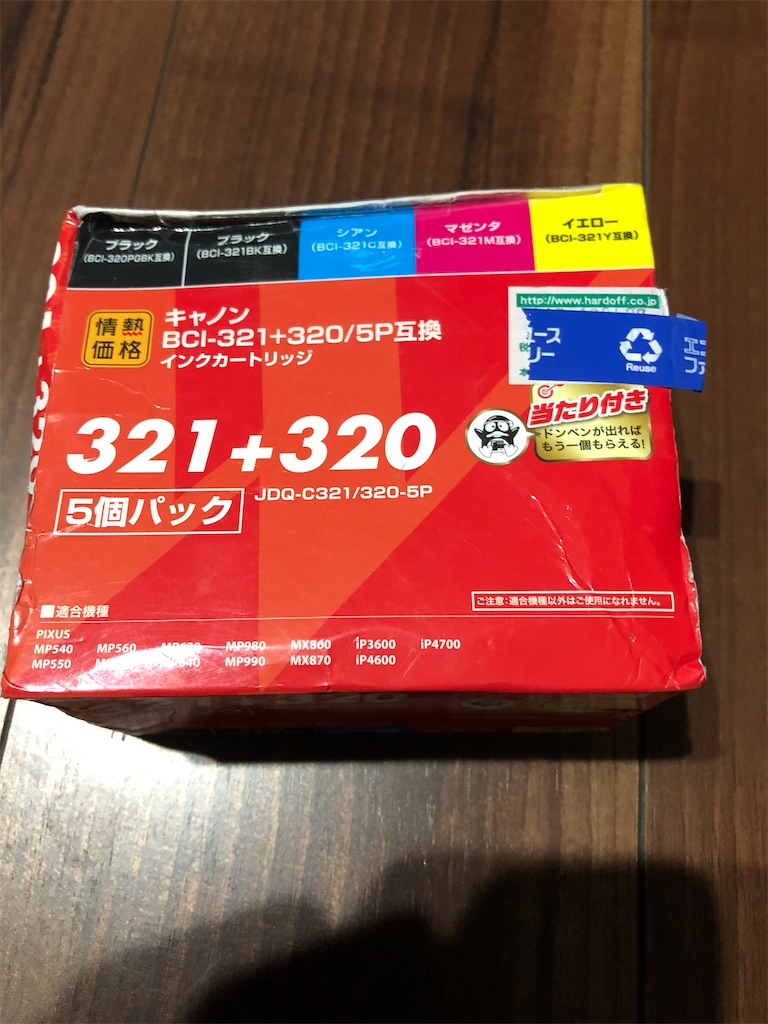 ブラック
(BCI-320PGBK互換)
ブラック
(BCI-321BK互換)
シアン
(BCI-321C互換)
マゼンタ
(BCI-321M互換)
イエロー
(BCI-321Y互換)
情熱
価格
キャノン
BCI-321+320/5P互換
インクカートリッジ
http://www.hardoff.co.jp
ース
リー
Reuse
エコ
ファ
321+320
当たり付き
ドンペンが出れば
もう一個もらえる!
5個パック
JDQ-C321/320-5P
■適合機種
ご注意:適合機種以外はご使用になれません。
PIXUS
MP540 MP560 MP980 MX860 iP3600 iP4700
MP550 MP990 MX870 iP4600